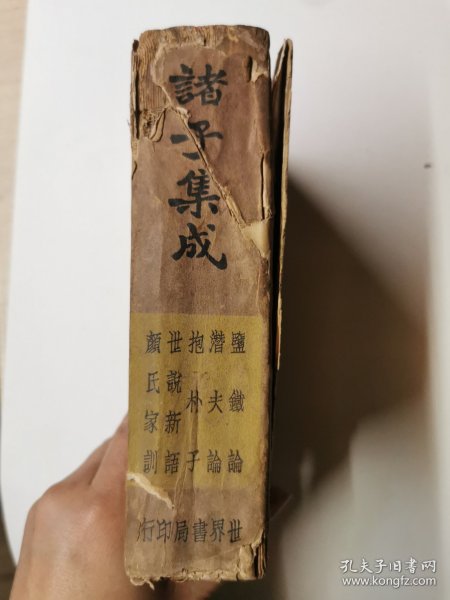 諸子集成
鹽鐵論
潛夫論
抱朴子
世說新語
顏氏家訓
世界書局印行
孔夫子旧书网
www.kongfz.com